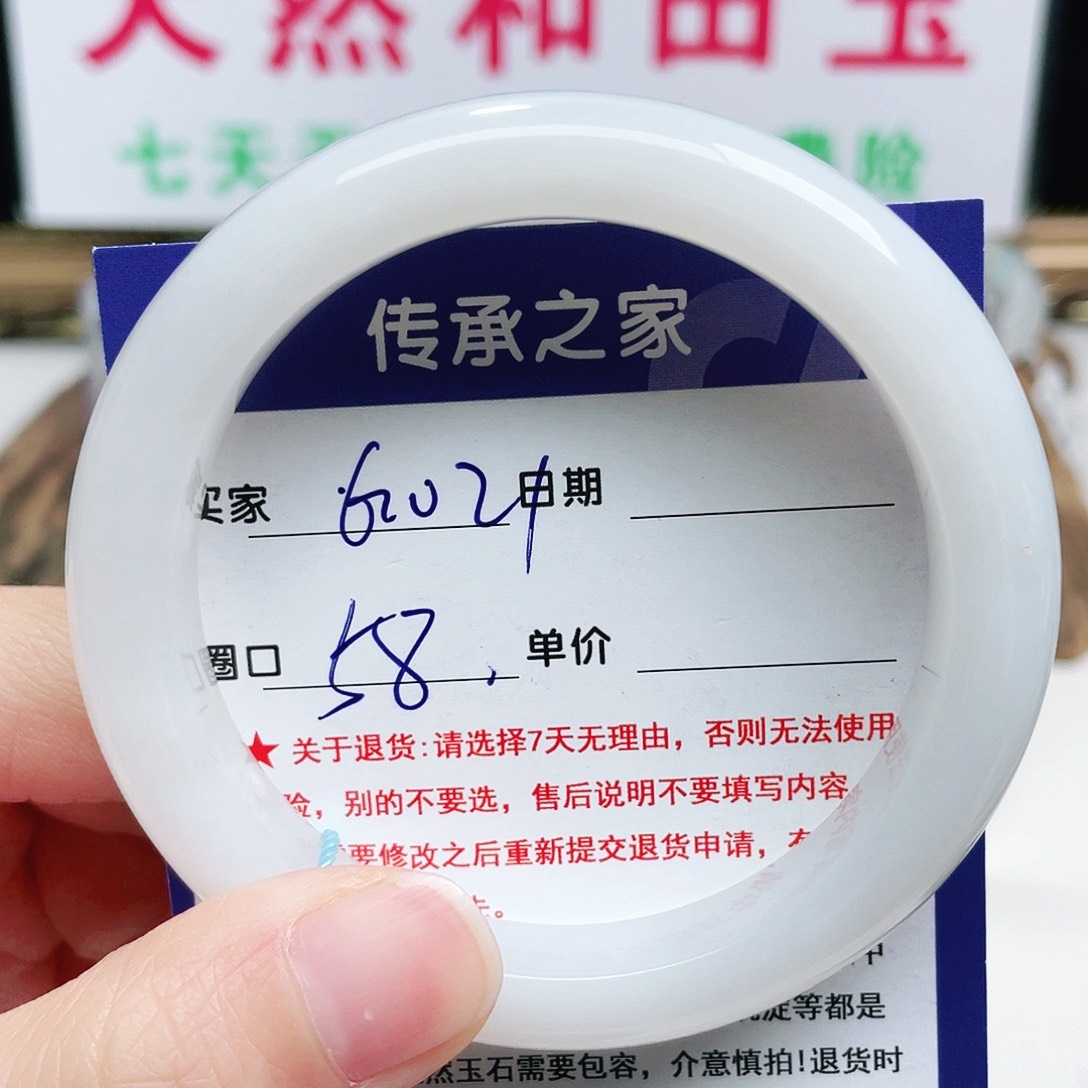 天然和田玉
七天 险
传承之家
买家 62021 日期
圈口 58. 单价
★关于退货:请选择7天无理由，否则无法使用
险，别的不要选，售后说明不要填写内容
要修改之后重新提交退货申请，
。
中
淀等都是
然玉石需要包容，介意慎拍!退货时